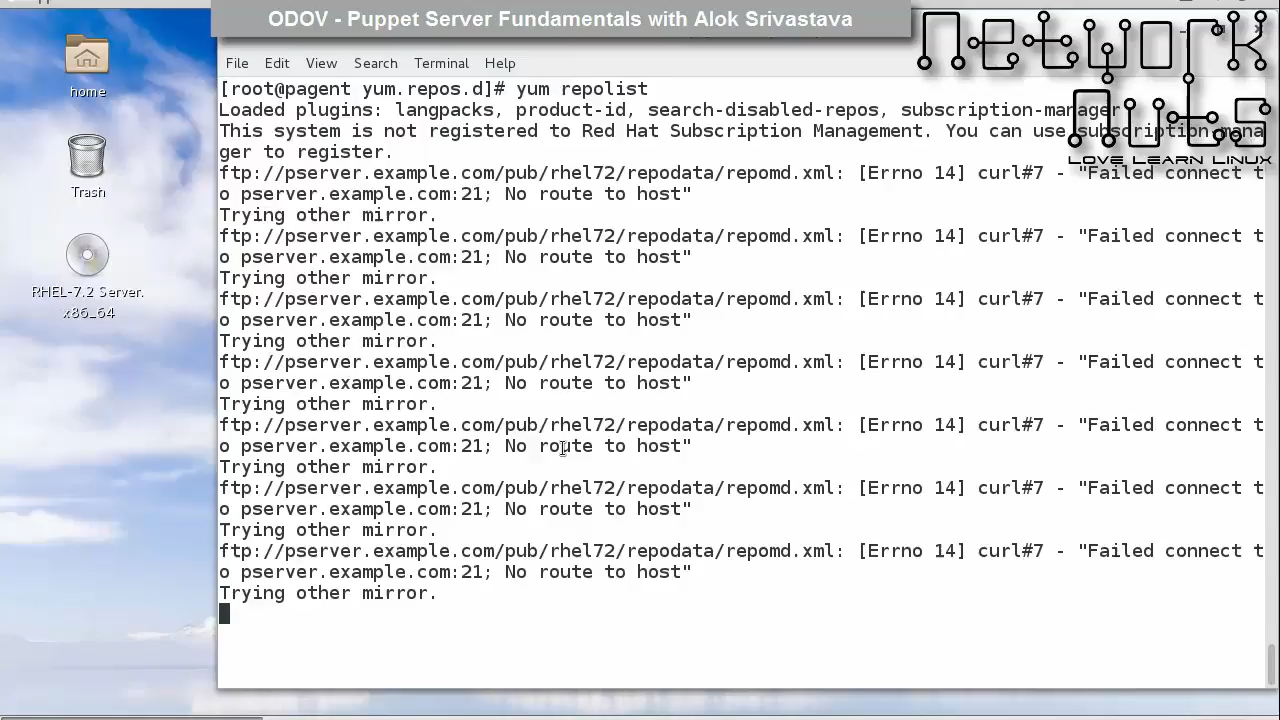 ODOV - Puppet Server Fundamentals with Alok Srivastava
Network
Nuts
LOVE LEARN LINUX
home
Trash
RHEL-7.2 Server.
x86_64
File Edit View Search Terminal Help
[root@pagent yum.repos.d]# yum repolist
Loaded plugins: langpacks, product-id, search-disabled-repos, subscription-manager
This system is not registered to Red Hat Subscription Management. You can use subscription-mana
ger to register.
ftp://pserver.example.com/pub/rhel72/repodata/repomd.xml: [Errno 14] curl#7 - "Failed connect t
o pserver.example.com:21; No route to host"
Trying other mirror.
ftp://pserver.example.com/pub/rhel72/repodata/repomd.xml: [Errno 14] curl#7 - "Failed connect t
o pserver.example.com:21; No route to host"
Trying other mirror.
ftp://pserver.example.com/pub/rhel72/repodata/repomd.xml: [Errno 14] curl#7 - "Failed connect t
o pserver.example.com:21; No route to host"
Trying other mirror.
ftp://pserver.example.com/pub/rhel72/repodata/repomd.xml: [Errno 14] curl#7 - "Failed connect t
o pserver.example.com:21; No route to host"
Trying other mirror.
ftp://pserver.example.com/pub/rhel72/repodata/repomd.xml: [Errno 14] curl#7 - "Failed connect t
o pserver.example.com:21; No route to host"
Trying other mirror.
ftp://pserver.example.com/pub/rhel72/repodata/repomd.xml: [Errno 14] curl#7 - "Failed connect t
o pserver.example.com:21; No route to host"
Trying other mirror.
ftp://pserver.example.com/pub/rhel72/repodata/repomd.xml: [Errno 14] curl#7 - "Failed connect t
o pserver.example.com:21; No route to host"
Trying other mirror.